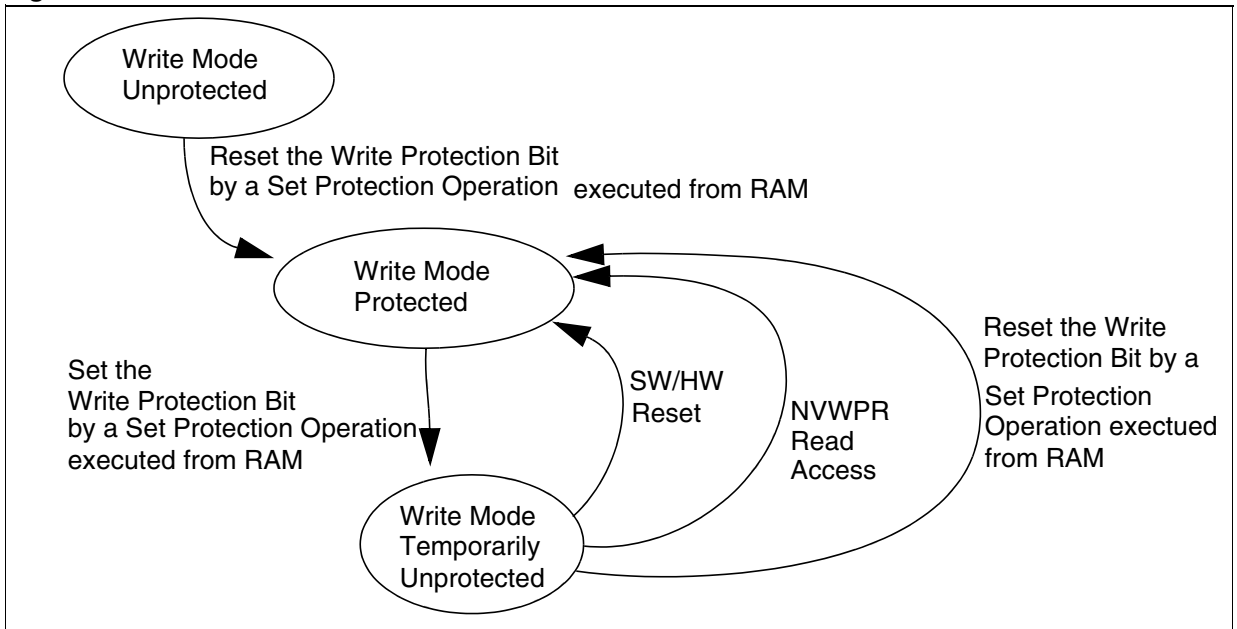 Write Mode
Unprotected
Reset the Write Protection Bit
by a Set Protection Operation executed from RAM
Write Mode
Protected
Set the
Write Protection Bit
by a Set Protection Operation
executed from RAM
SW/HW
Reset
NVWPR
Read
Access
Reset the Write
Protection Bit by a
Set Protection
Operation exectued
from RAM
Write Mode
Temporarily
Unprotected